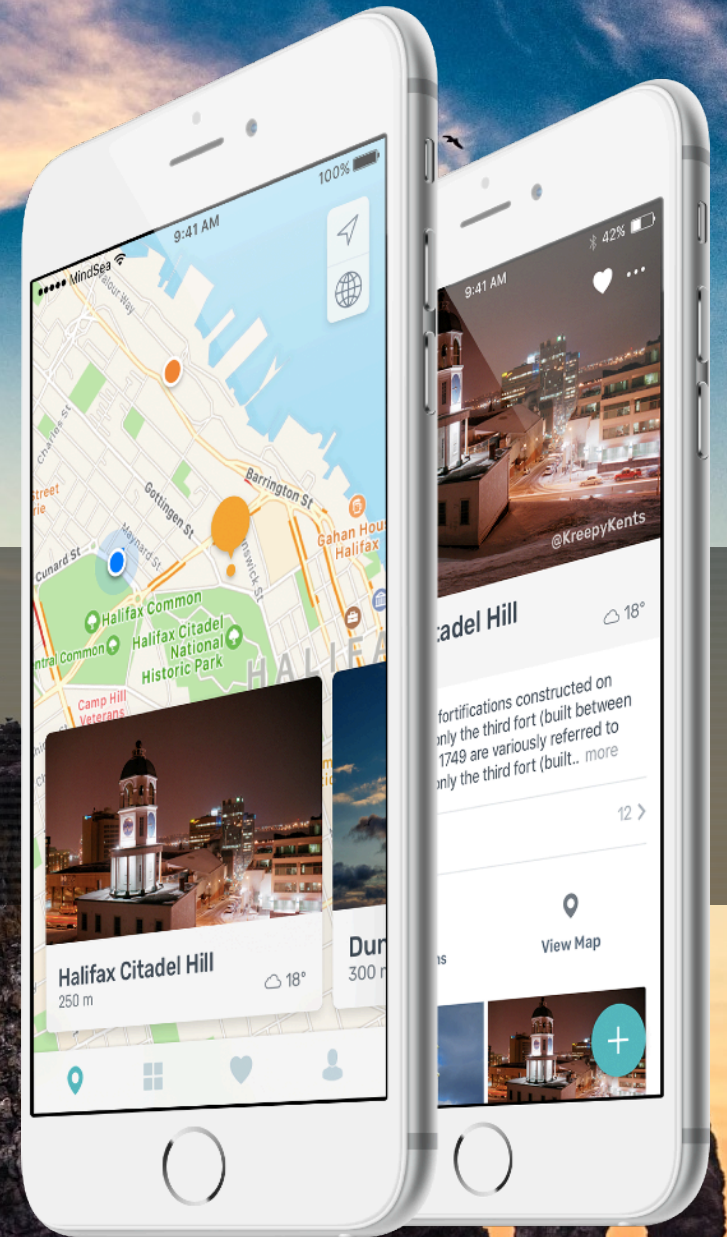 100%
9:41 AM
MindSea
Charles St
Gottingen St
Barrington St
Maynard St
Cunard St
Gahan
Halifax
Halifax Common
Common
Halifax Citadel
National
Historic Park
HALIFA
Camp Hill
Veterans
Halifax Citadel Hill
250 m
18°
Dun
300 m
42%
9:41 AM
@KreepyKents
tadel Hill
18°
fortifications constructed on
only the third fort (built between
1749 are variously referred to
only the third fort (built.. more
12 >
View Map
+